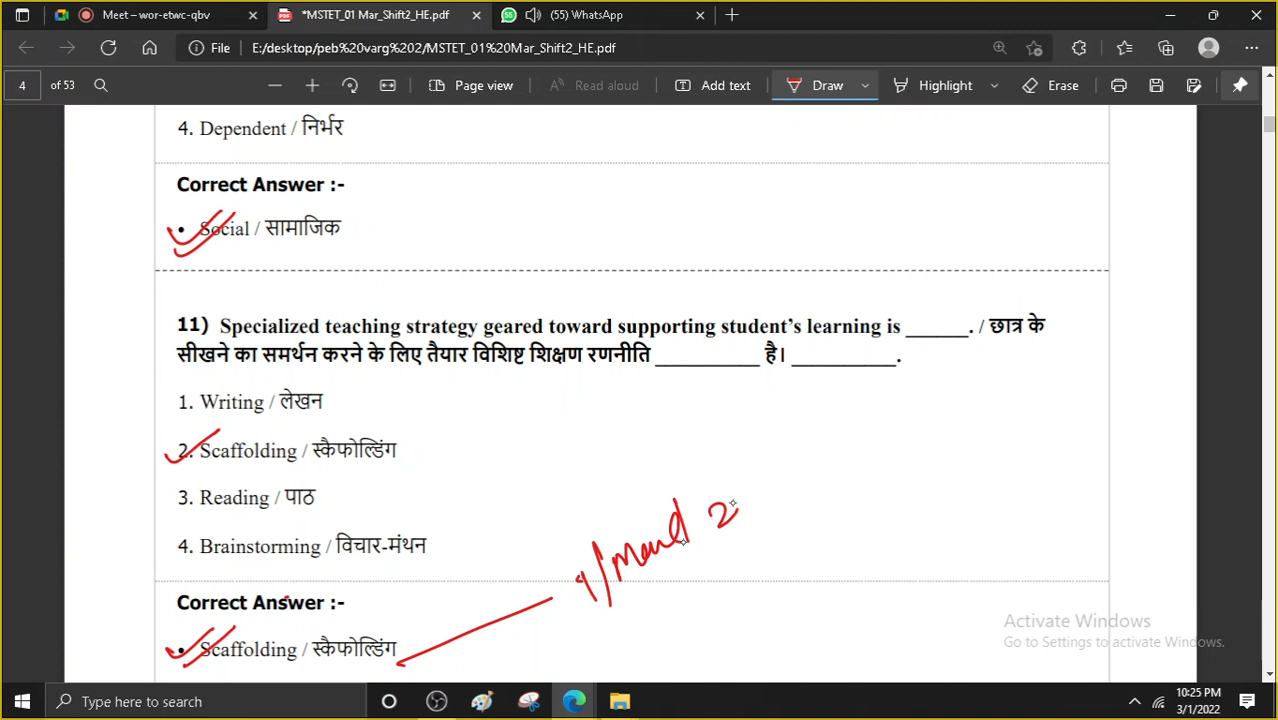 Meet – wor-etwc-qbv
*MSTET_01 Mar_Shift2_HE.pdf
(55) WhatsApp
File E:/desktop/peb%20varg%202/MSTET_01%20Mar_Shift2_HE.pdf
4 of 53 Page view Read aloud Add text Draw Highlight Erase
4. Dependent / निर्भर
Correct Answer :-
• Social / सामाजिक
11) Specialized teaching strategy geared toward supporting student’s learning is ______. / छात्र के
सीखने का समर्थन करने के लिए तैयार विशिष्ट शिक्षण रणनीति __________ है। __________.
1. Writing / लेखन
2. Scaffolding / स्कैफोल्डिंग
3. Reading / पाठ
4. Brainstorming / विचार-मंथन
Correct Answer :-
• Scaffolding / स्कैफोल्डिंग
Activate Windows
Go to Settings to activate Windows.
Type here to search
10:25 PM
3/1/2022